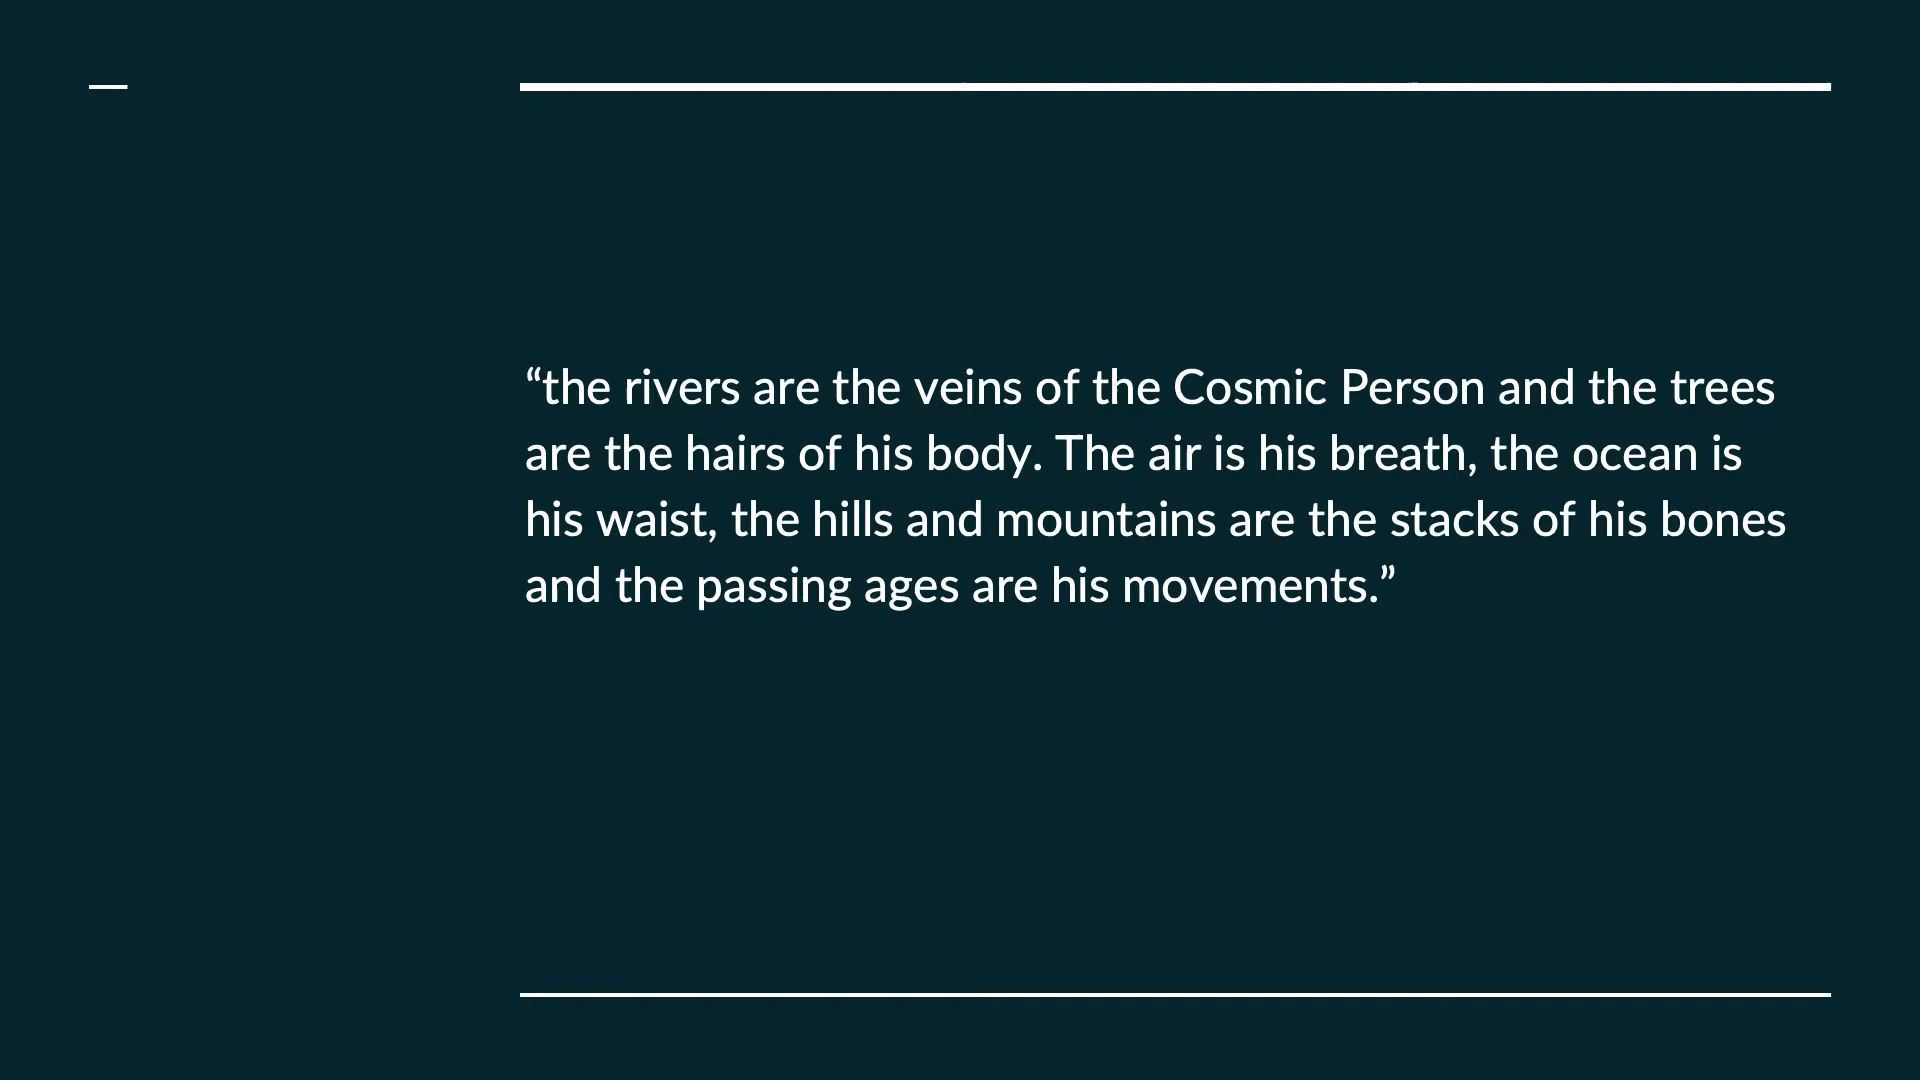 “the rivers are the veins of the Cosmic Person and the trees
are the hairs of his body. The air is his breath, the ocean is
his waist, the hills and mountains are the stacks of his bones
and the passing ages are his movements.”